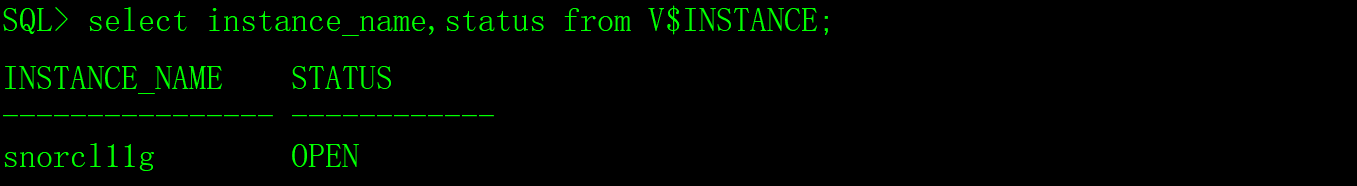 SQL> select instance_name,status from V$INSTANCE;
INSTANCE_NAME    STATUS
---------------- ------------
snorcl11g        OPEN